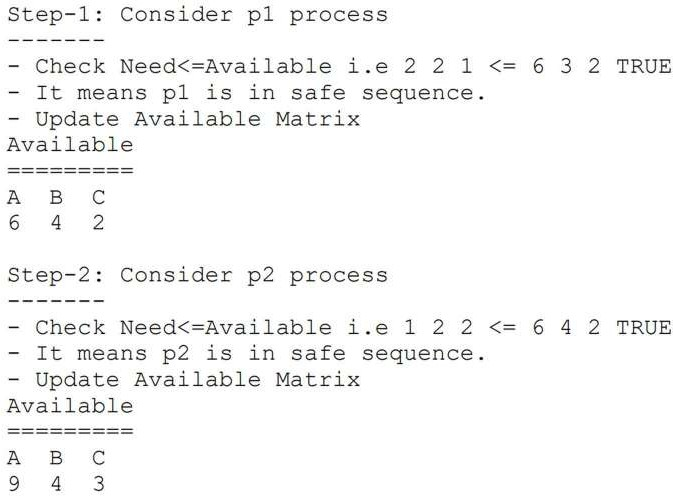 Step-1: Consider p1 process
-------
- Check Need<=Available i.e 2 2 1 <= 6 3 2 TRUE
- It means p1 is in safe sequence.
- Update Available Matrix
Available
=========
A B C
6 4 2
Step-2: Consider p2 process
-------
- Check Need<=Available i.e 1 2 2 <= 6 4 2 TRUE
- It means p2 is in safe sequence.
- Update Available Matrix
Available
=========
A B C
9 4 3